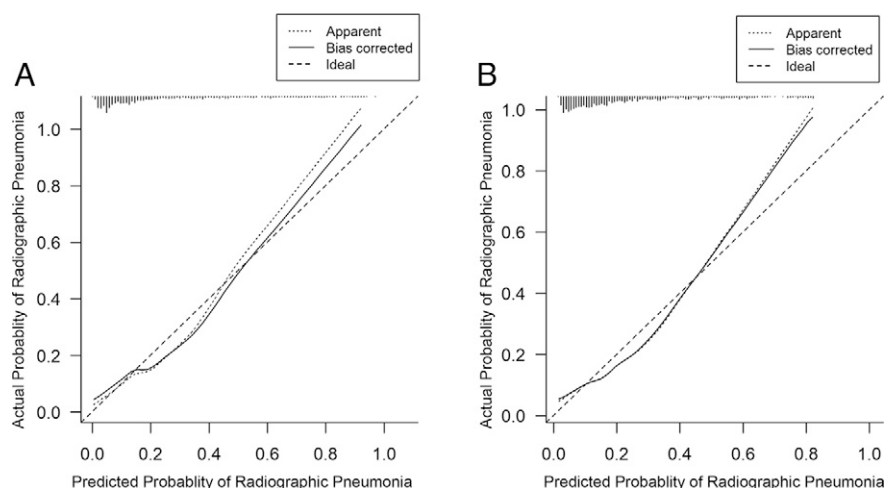 Apparent
Bias corrected
Ideal
A
1.0
0.8
0.6
0.4
0.2
0.0
Actual Probablity of Radiographic Pneumonia
0.0 0.2 0.4 0.6 0.8 1.0
Predicted Probablity of Radiographic Pneumonia
Apparent
Bias corrected
Ideal
B
1.0
0.8
0.6
0.4
0.2
0.0
Actual Probablity of Radiographic Pneumonia
0.0 0.2 0.4 0.6 0.8 1.0
Predicted Probablity of Radiographic Pneumonia